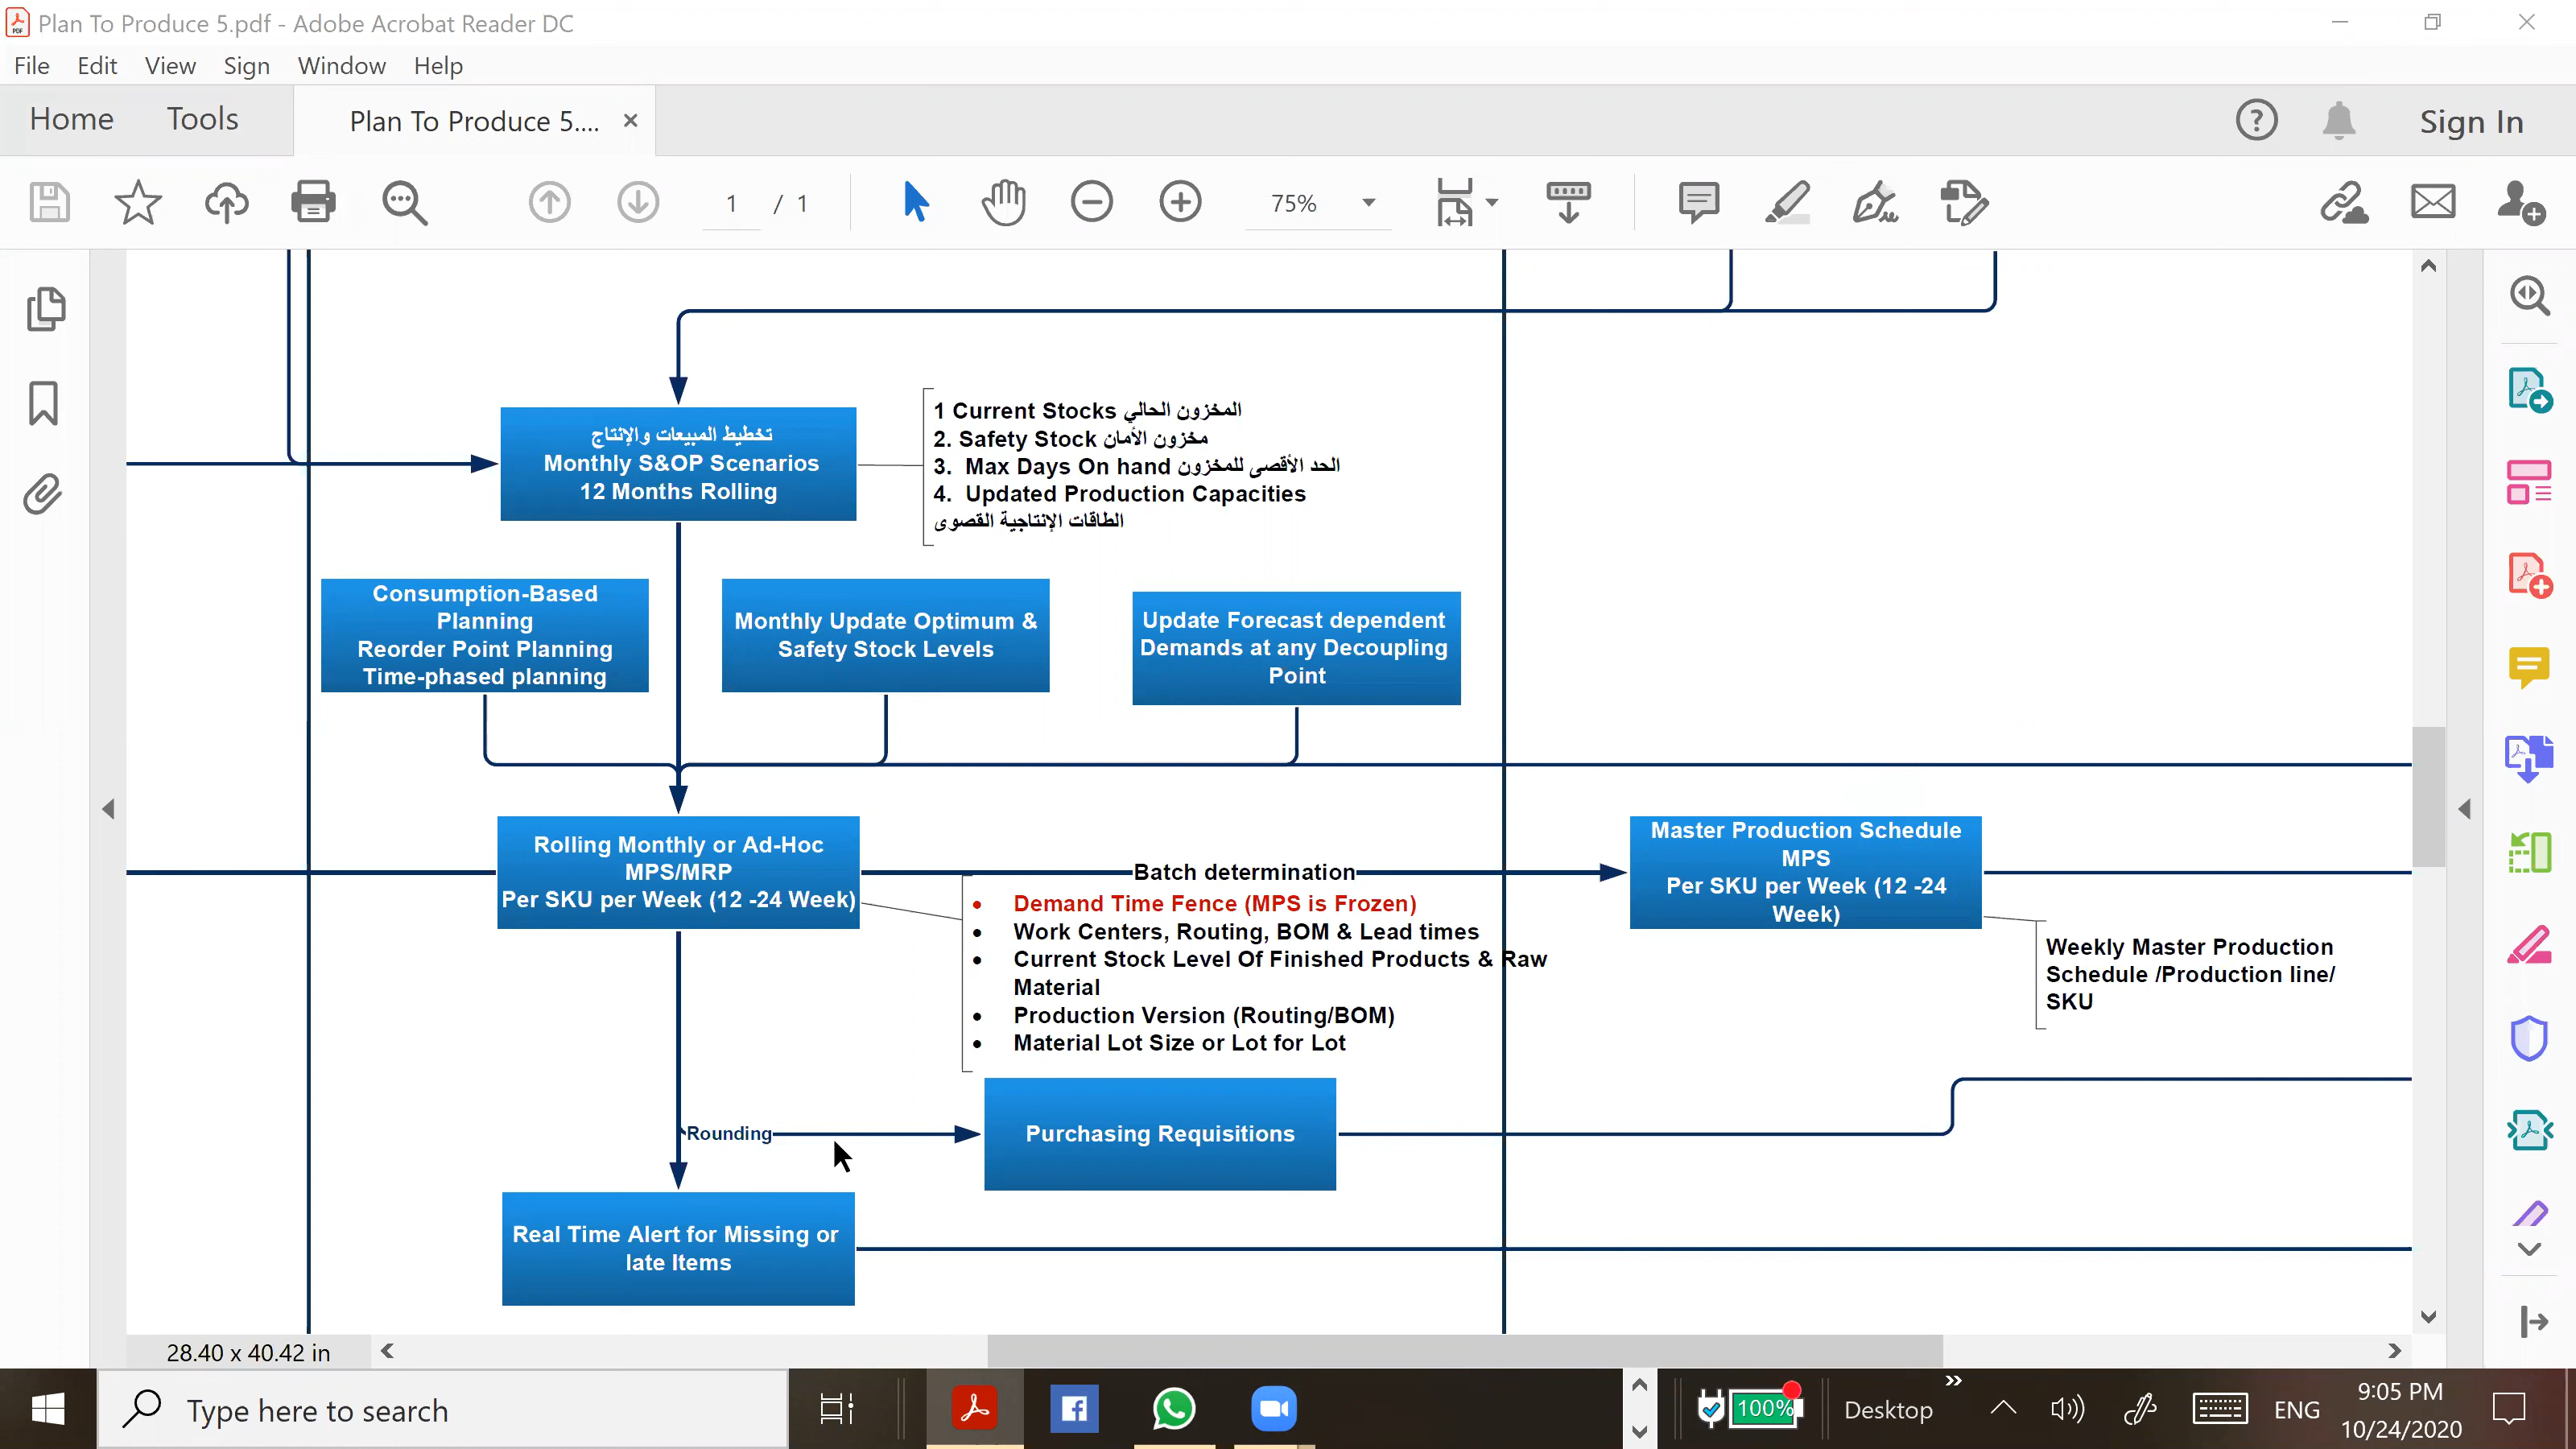 Plan To Produce 5.pdf - Adobe Acrobat Reader DC
File Edit View Sign Window Help
Home Tools Plan To Produce 5.... × Sign In
1 / 1 75%
تخطيط المبيعات والإنتاج
Monthly S&OP Scenarios
12 Months Rolling
1 Current Stocks المخزون الحالي
2. Safety Stock مخزون الأمان
3. Max Days On hand الحد الأقصى للمخزون
4. Updated Production Capacities
الطاقات الإنتاجية القصوى
Consumption-Based
Planning
Reorder Point Planning
Time-phased planning
Monthly Update Optimum &
Safety Stock Levels
Update Forecast dependent
Demands at any Decoupling
Point
Rolling Monthly or Ad-Hoc
MPS/MRP
Per SKU per Week (12 -24 Week)
Batch determination
• Demand Time Fence (MPS is Frozen)
• Work Centers, Routing, BOM & Lead times
• Current Stock Level Of Finished Products & Raw
Material
• Production Version (Routing/BOM)
• Material Lot Size or Lot for Lot
Master Production Schedule
MPS
Per SKU per Week (12 -24
Week)
Weekly Master Production
Schedule /Production line/
SKU
Rounding
Purchasing Requisitions
Real Time Alert for Missing or
late Items
28.40 x 40.42 in
Type here to search
100%
Desktop
ENG
9:05 PM
10/24/2020